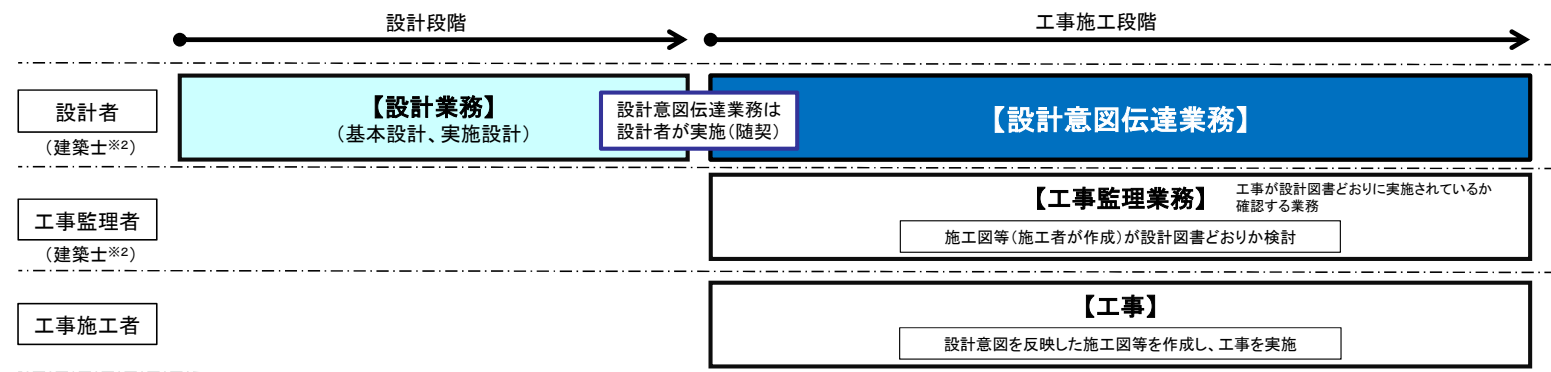 設計段階
工事施工段階
設計者
(建築士※2)
【設計業務】
(基本設計、実施設計)
設計意図伝達業務は
設計者が実施(随契)
【設計意図伝達業務】
工事監理者
(建築士※2)
【工事監理業務】
工事が設計図書どおりに実施されているか
確認する業務
施工図等(施工者が作成)が設計図書どおりか検討
工事施工者
【工事】
設計意図を反映した施工図等を作成し、工事を実施